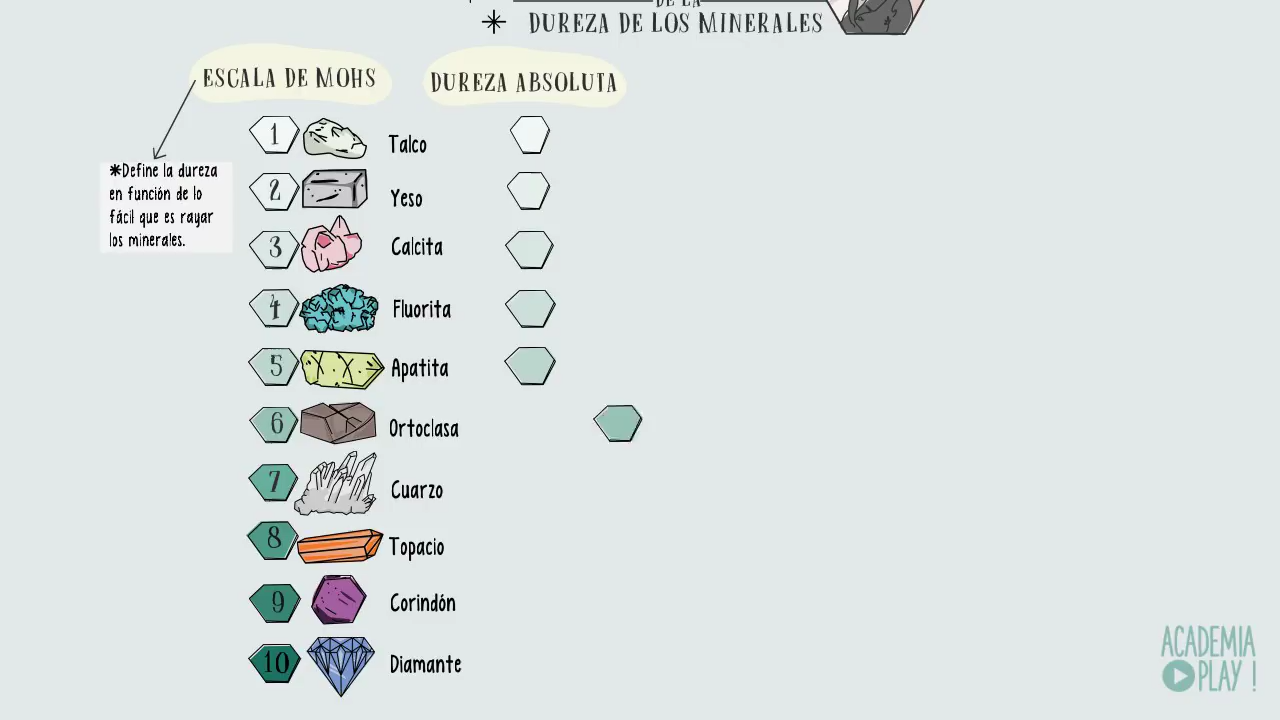 DE LA
DUREZA DE LOS MINERALES
ESCALA DE MOHS
DUREZA ABSOLUTA
*Define la dureza
en función de lo
fácil que es rayar
los minerales.
1 Talco
2 Yeso
3 Calcita
4 Fluorita
5 Apatita
6 Ortoclasa
7 Cuarzo
8 Topacio
9 Corindón
10 Diamante
ACADEMIA
PLAY !